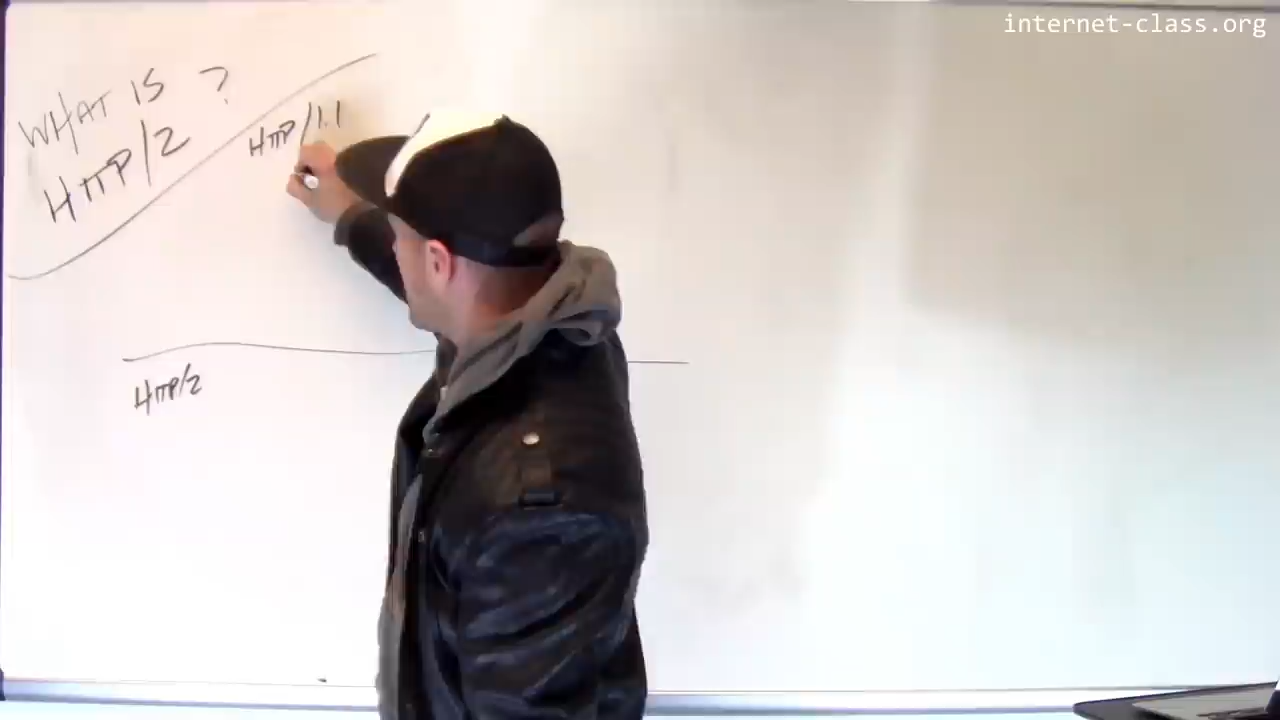 internet-class.org
WHAT IS ?
HTTP/2
HTTP/1.1
HTTP/2